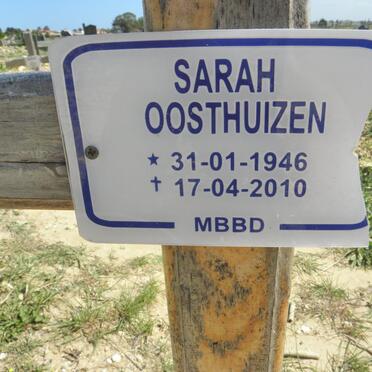 SARAH
OOSTHUIZEN
★ 31-01-1946
✝ 17-04-2010
MBBD